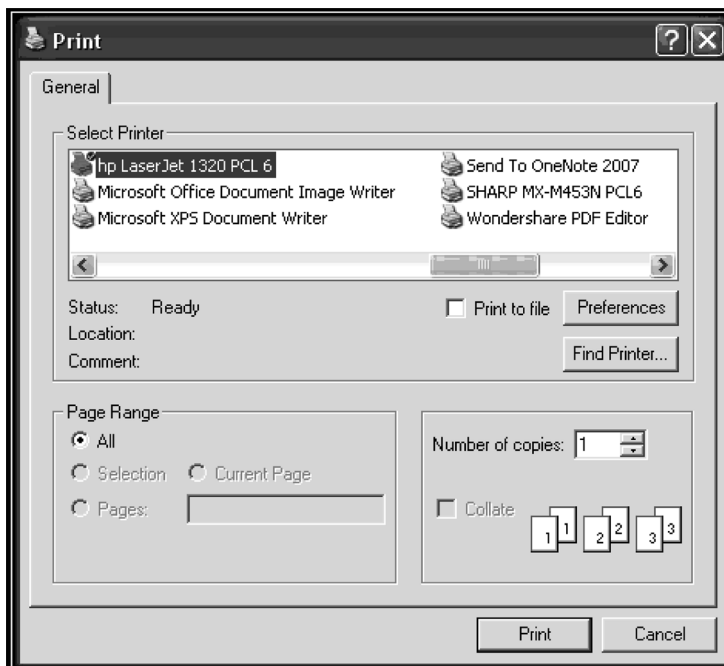 Print
General
Select Printer
hp LaserJet 1320 PCL 6
Microsoft Office Document Image Writer
Microsoft XPS Document Writer
Send To OneNote 2007
SHARP MX-M453N PCL6
Wondershare PDF Editor
Status: Ready
Location:
Comment:
Print to file
Preferences
Find Printer...
Page Range
All
Selection
Current Page
Pages:
Number of copies: 1
Collate
1 1 2 2 3 3
Print
Cancel